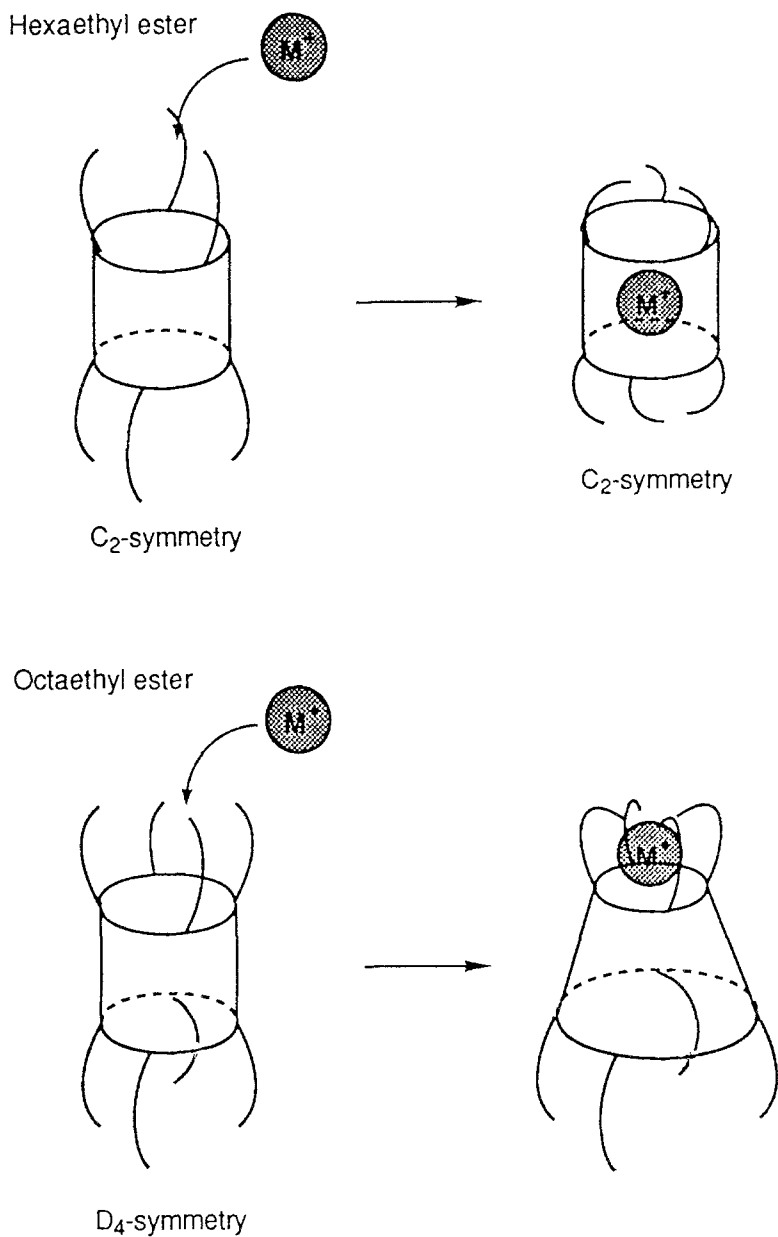 Hexaethyl ester
M⁺
M⁺
C₂-symmetry
C₂-symmetry
Octaethyl ester
M⁺
M⁺
D₄-symmetry